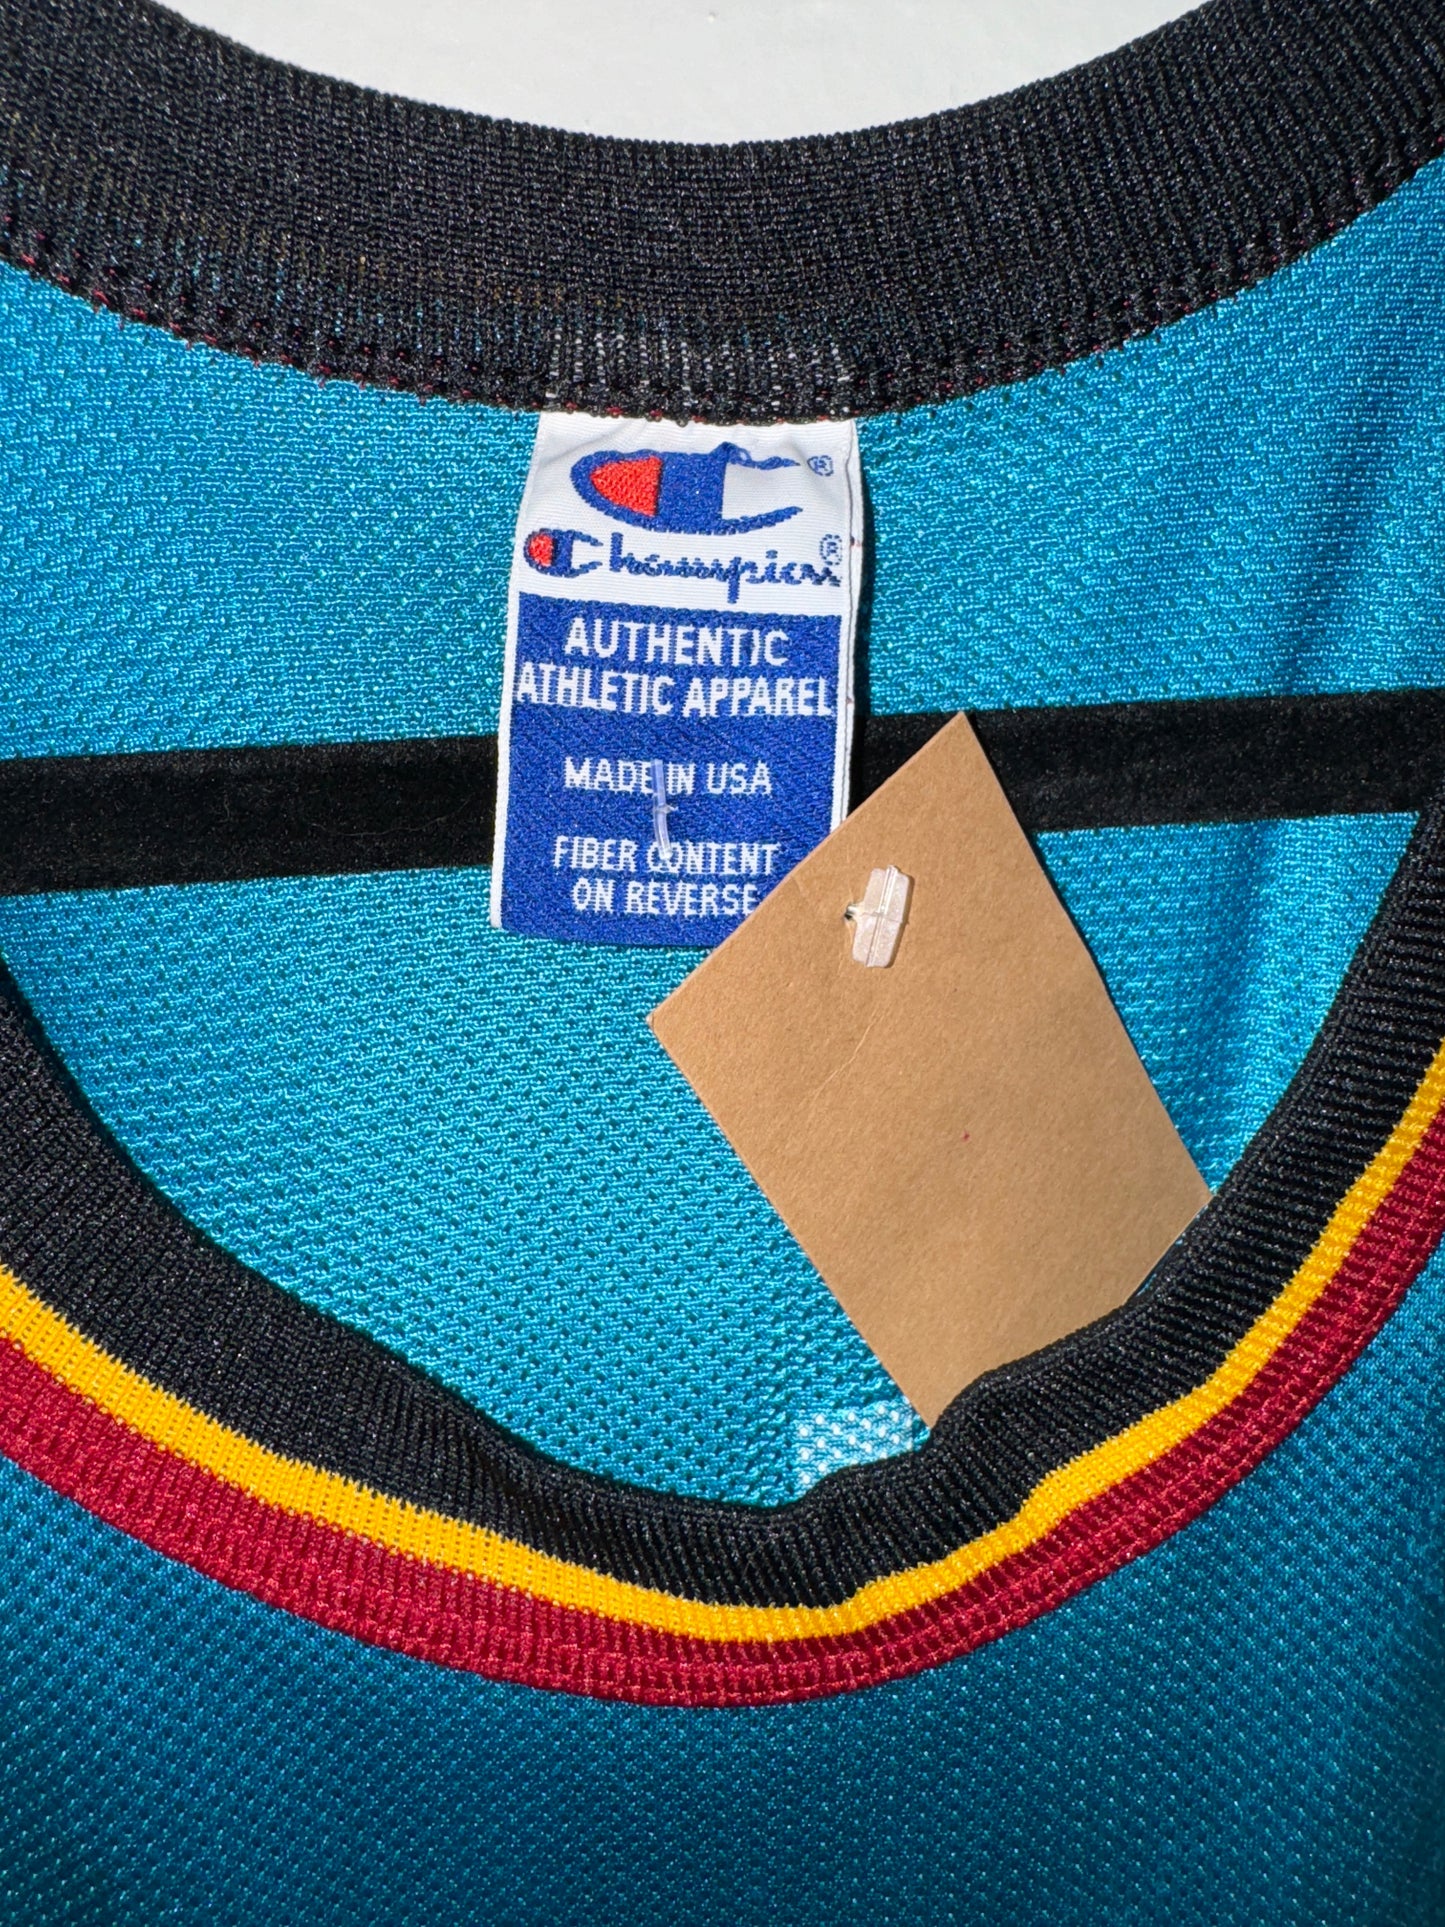 ®
Champion®
AUTHENTIC
ATHLETIC APPAREL
MADE IN USA
FIBER CONTENT
ON REVERSE